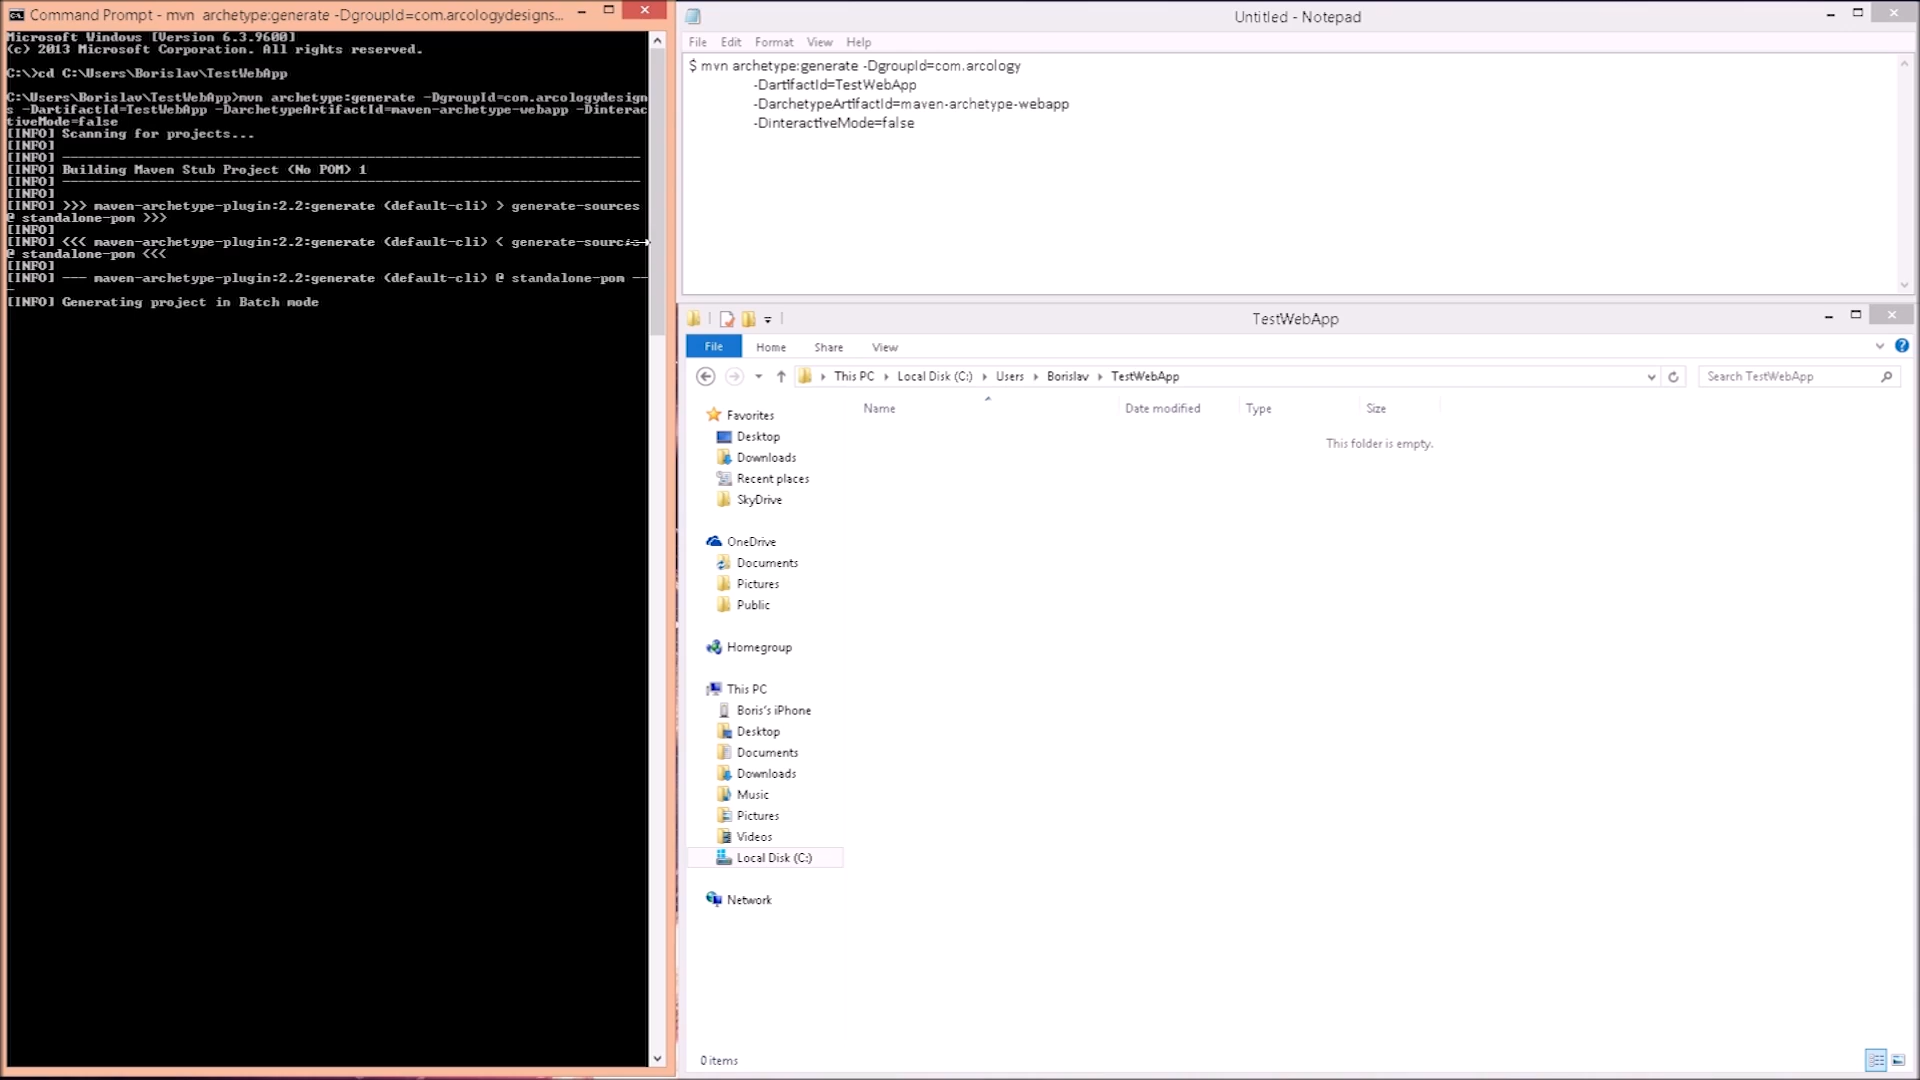 Command Prompt - mvn  archetype:generate -DgroupId=com.arcologydesigns...
Microsoft Windows [Version 6.3.9600]
(c) 2013 Microsoft Corporation. All rights reserved.
C:\>cd C:\Users\Borislav\TestWebApp
C:\Users\Borislav\TestWebApp>mvn archetype:generate -DgroupId=com.arcologydesign
s -DartifactId=TestWebApp -DarchetypeArtifactId=maven-archetype-webapp -Dinterac
tiveMode=false
[INFO] Scanning for projects...
[INFO]
[INFO] ------------------------------------------------------------------------
[INFO] Building Maven Stub Project (No POM) 1
[INFO] ------------------------------------------------------------------------
[INFO]
[INFO] >>> maven-archetype-plugin:2.2:generate (default-cli) > generate-sources
@ standalone-pom >>>
[INFO]
[INFO] <<< maven-archetype-plugin:2.2:generate (default-cli) < generate-sources
@ standalone-pom <<<
[INFO]
[INFO] --- maven-archetype-plugin:2.2:generate (default-cli) @ standalone-pom --
-
[INFO] Generating project in Batch mode
Untitled - Notepad
File Edit Format View Help
$ mvn archetype:generate -DgroupId=com.arcology
-DartifactId=TestWebApp
-DarchetypeArtifactId=maven-archetype-webapp
-DinteractiveMode=false
TestWebApp
File Home Share View
This PC Local Disk (C:) Users Borislav TestWebApp Search TestWebApp
Name Date modified Type Size
This folder is empty.
Favorites
Desktop
Downloads
Recent places
SkyDrive
OneDrive
Documents
Pictures
Public
Homegroup
This PC
Boris's iPhone
Desktop
Documents
Downloads
Music
Pictures
Videos
Local Disk (C:)
Network
0 items